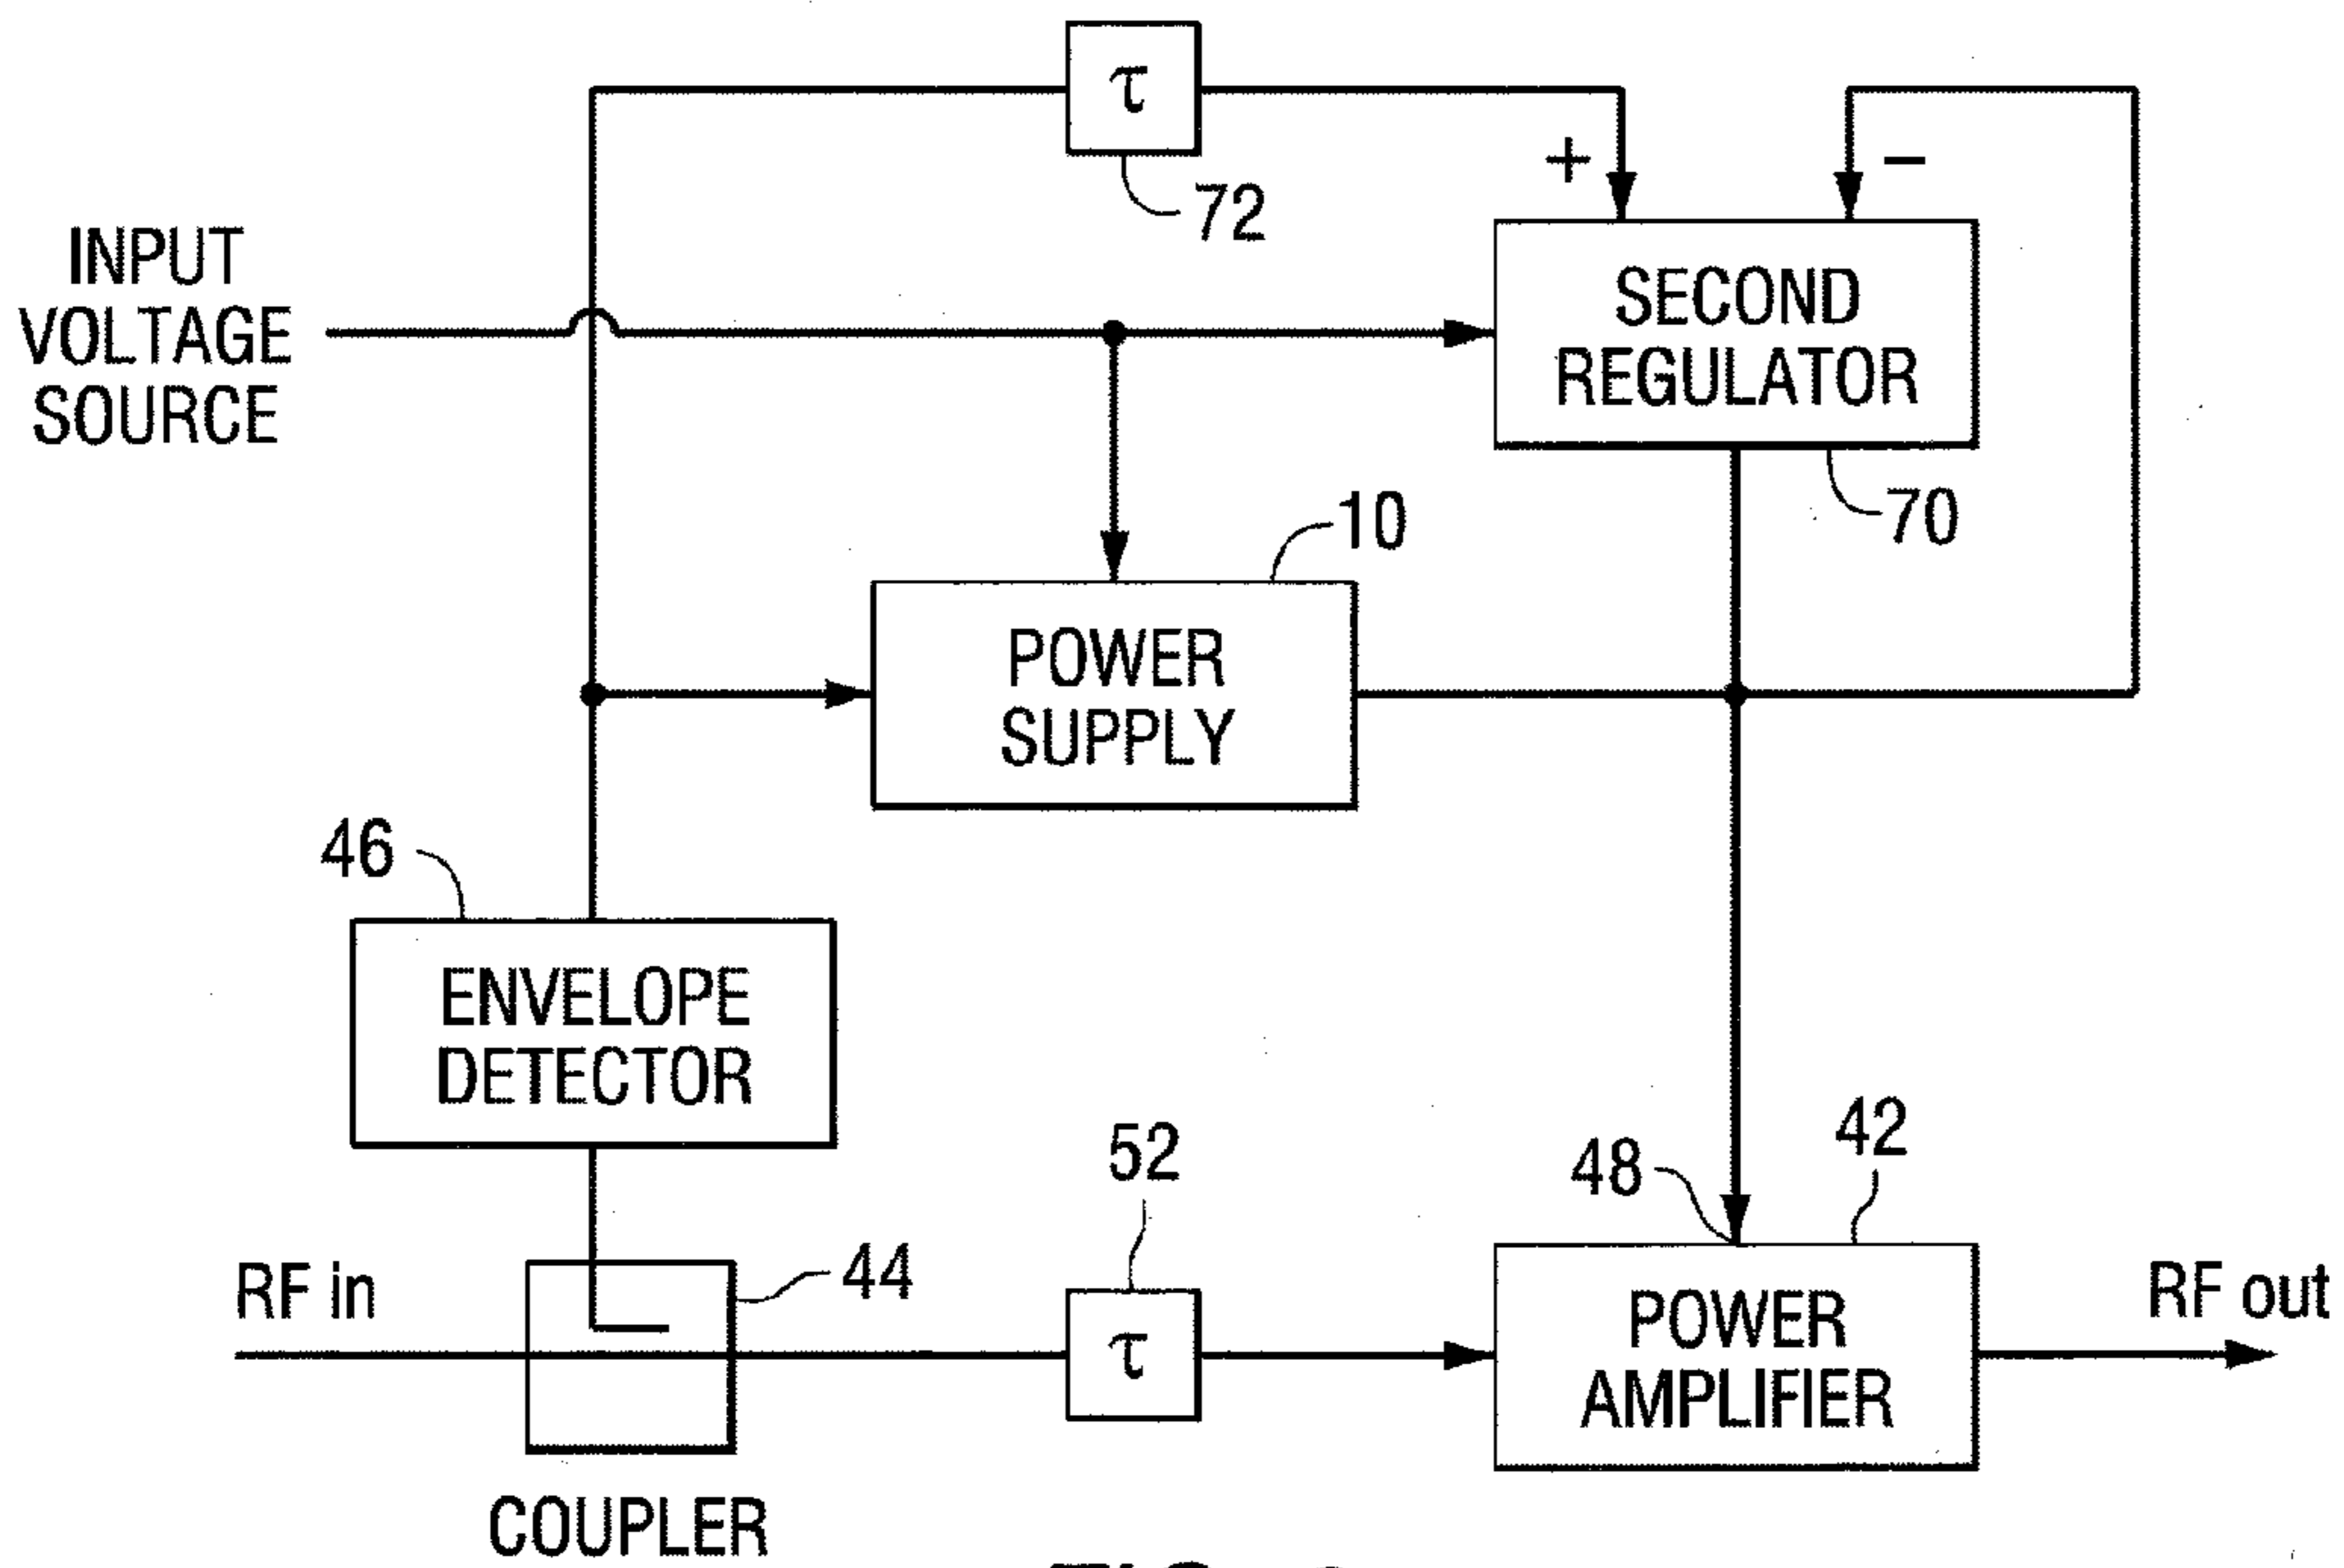 τ
72
+
−
INPUT
VOLTAGE
SOURCE
SECOND
REGULATOR
70
10
POWER
SUPPLY
46
ENVELOPE
DETECTOR
52
48
42
RF in
44
τ
POWER
AMPLIFIER
RF out
COUPLER